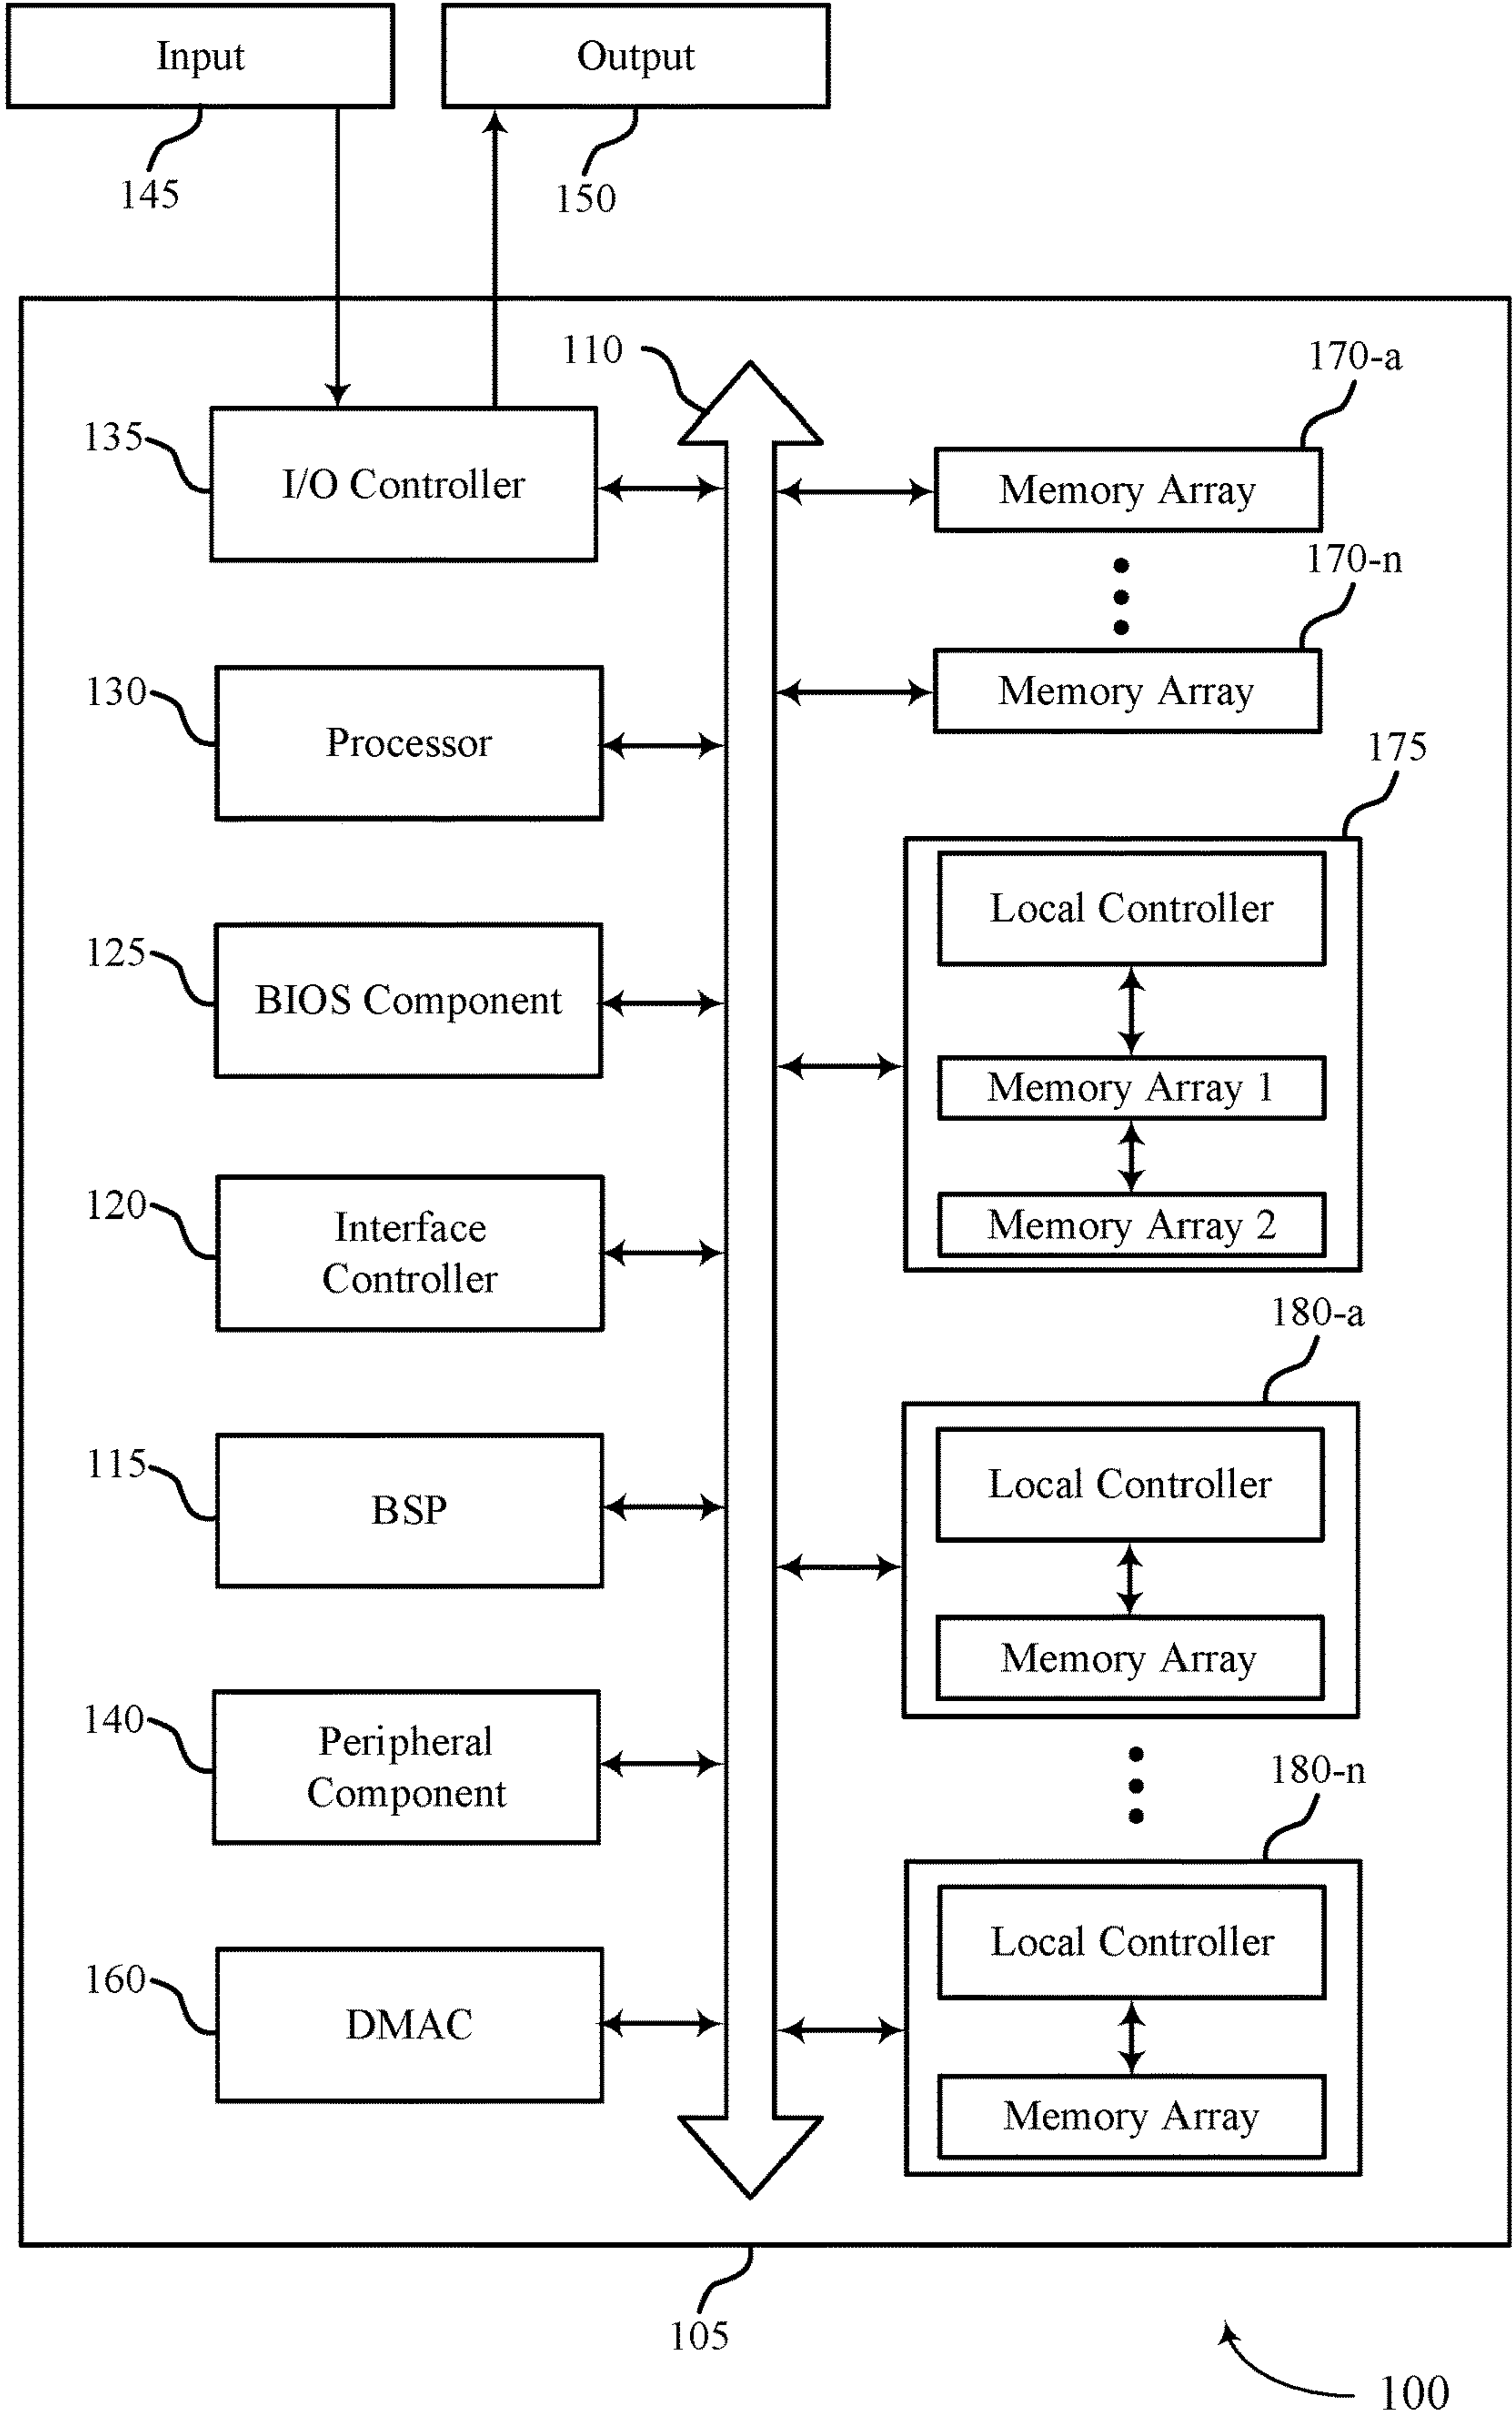 Input
Output
145
150
110
170-a
135
I/O Controller
Memory Array
170-n
130
Processor
Memory Array
175
125
BIOS Component
Local Controller
Memory Array 1
120
Interface
Controller
Memory Array 2
180-a
115
BSP
Local Controller
Memory Array
140
Peripheral
Component
180-n
160
DMAC
Local Controller
Memory Array
105
100